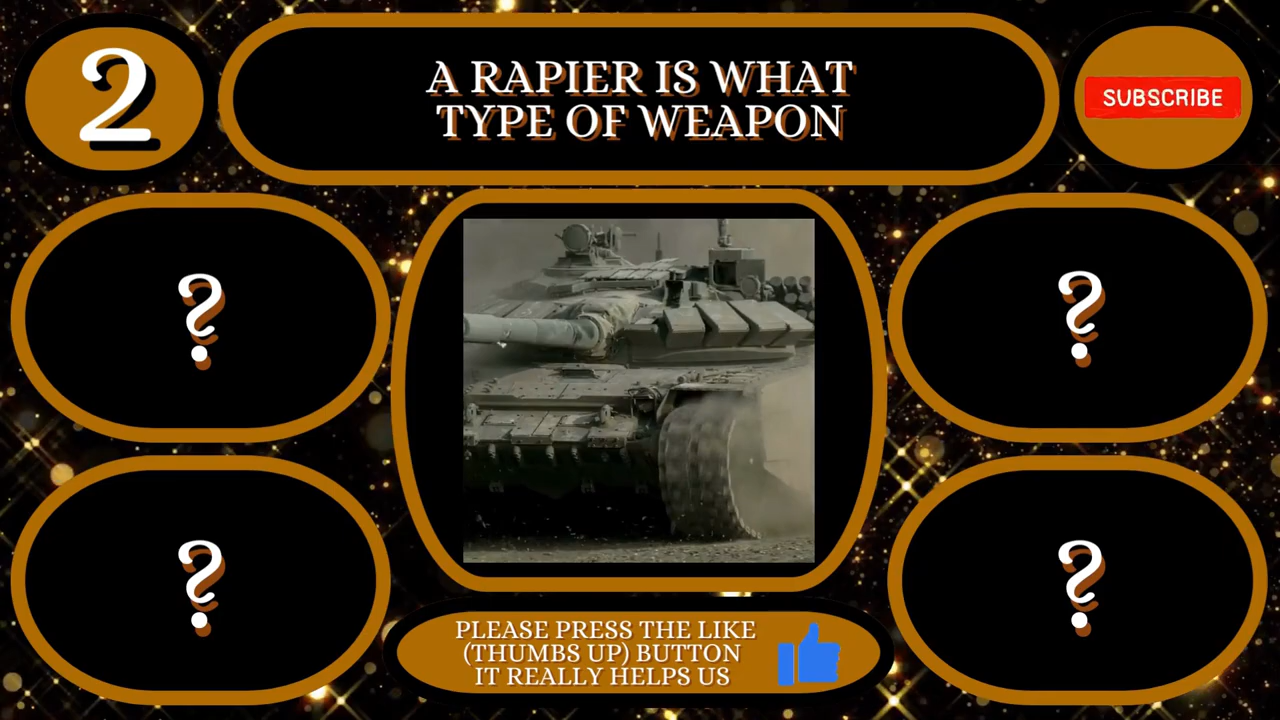 2
A RAPIER IS WHAT
TYPE OF WEAPON
SUBSCRIBE
?
?
?
?
PLEASE PRESS THE LIKE
(THUMBS UP) BUTTON
IT REALLY HELPS US